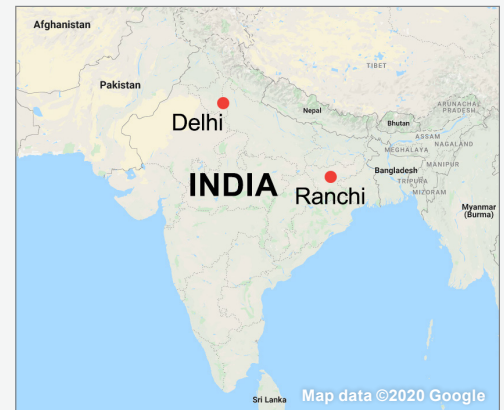 Afghanistan
TIBET
Pakistan
ARUNACHAL
PRADESH
Nepal
Delhi
Bhutan
ASSAM
NAGALAND
MEGHALAYA
MANIPUR
Bangladesh
INDIA
TRIPURA
Ranchi
MIZORAM
Myanmar
(Burma)
Sri Lanka
Map data ©2020 Google